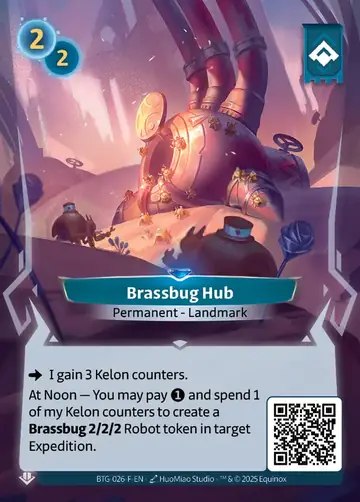 2
2
Brassbug Hub
Permanent - Landmark
➔ I gain 3 Kelon counters.
At Noon — You may pay ❶ and spend 1
of my Kelon counters to create a
Brassbug 2/2/2 Robot token in target
Expedition.
BTG-026-F-EN HuoMiao Studio - ™ & © 2025 Equinox